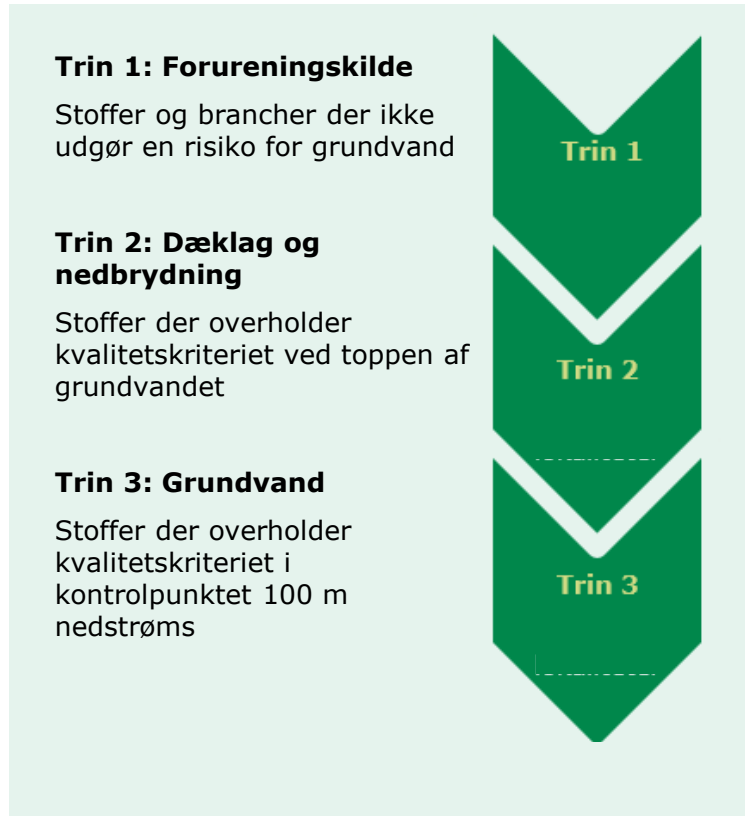 Trin 1: Forureningskilde
Stoffer og brancher der ikke
udgør en risiko for grundvand
Trin 1
Trin 2: Dæklag og
nedbrydning
Stoffer der overholder
kvalitetskriteriet ved toppen af
grundvandet
Trin 2
Trin 3: Grundvand
Stoffer der overholder
kvalitetskriteriet i
kontrolpunktet 100 m
nedstrøms
Trin 3